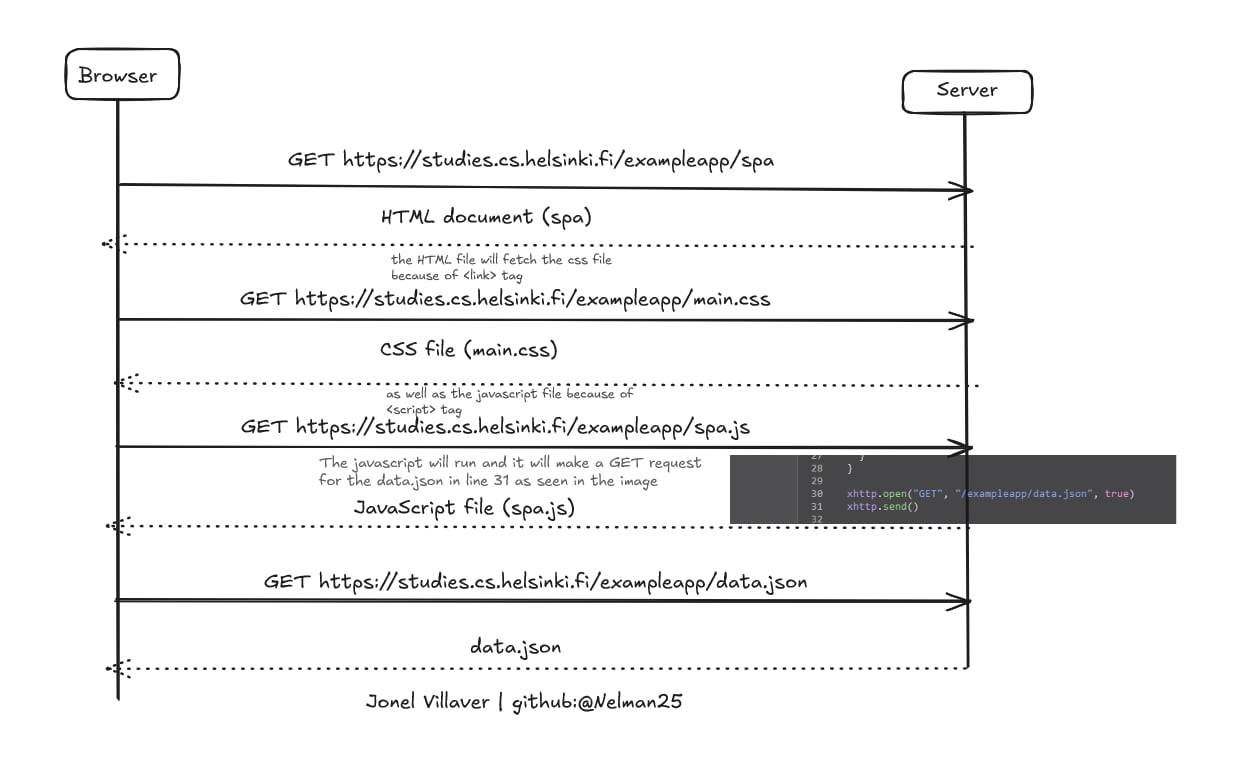 Browser
Server
GET https://studies.cs.helsinki.fi/exampleapp/spa
HTML document (spa)
the HTML file will fetch the css file
because of <link> tag
GET https://studies.cs.helsinki.fi/exampleapp/main.css
CSS file (main.css)
as well as the javascript file because of
<script> tag
GET https://studies.cs.helsinki.fi/exampleapp/spa.js
The javascript will run and it will make a GET request
for the data.json in line 31 as seen in the image
27 }
28 }
29
30 xhttp.open("GET", "/exampleapp/data.json", true)
31 xhttp.send()
32
JavaScript file (spa.js)
GET https://studies.cs.helsinki.fi/exampleapp/data.json
data.json
Jonel Villaver | github:@Nelman25